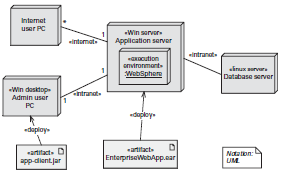 Internet
user PC
*
«internet»
1
«Win server»
Application server
«execution
environment»
:WebSphere
«intranet»
«linux server»
Database server
«Win desktop»
Admin user
PC
1
1
«intranet»
«deploy»
«deploy»
«artifact»
app-client.jar
«artifact»
EnterpriseWebApp.ear
Notation:
UML